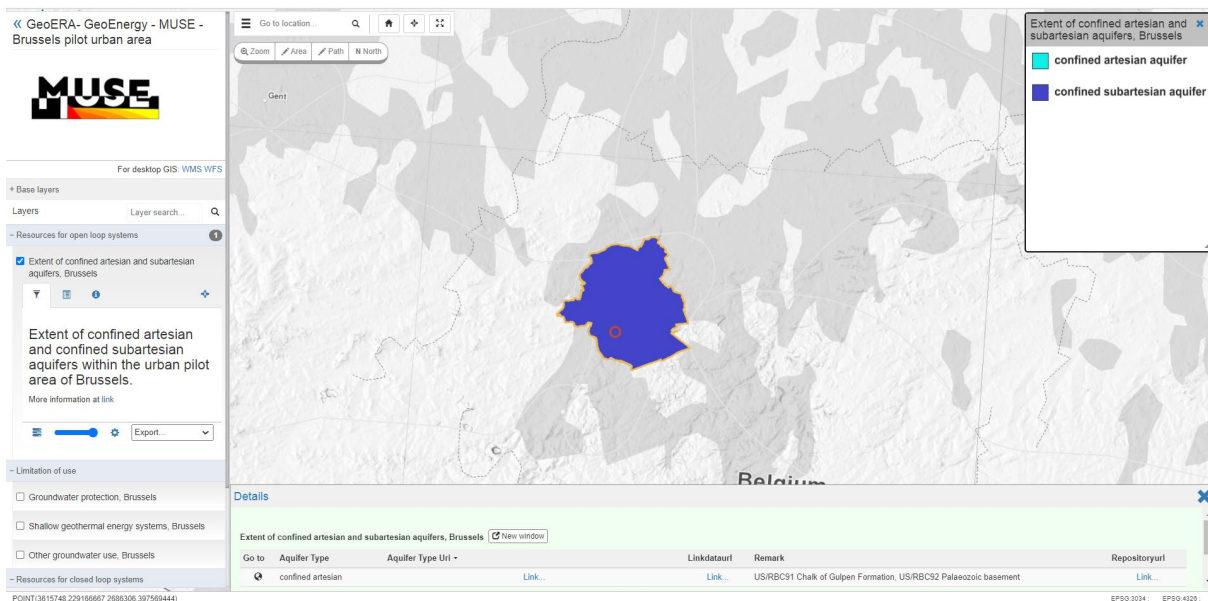 « GeoERA- GeoEnergy - MUSE -
Brussels pilot urban area
MUSE
For desktop GIS: WMS WFS
+ Base layers
Layers
Layer search...
− Resources for open loop systems
1
Extent of confined artesian and subartesian
aquifers, Brussels
Extent of confined artesian
and confined subartesian
aquifers within the urban pilot
area of Brussels.
More information at link
Export...
− Limitation of use
Groundwater protection, Brussels
Shallow geothermal energy systems, Brussels
Other groundwater use, Brussels
− Resources for closed loop systems
POINT(3615748.229166667 2686306.397569444)
Go to location...
Zoom Area Path N North
Gent
Belgium
Extent of confined artesian and
subartesian aquifers, Brussels
confined artesian aquifer
confined subartesian aquifer
Details
Extent of confined artesian and subartesian aquifers, Brussels New window
Go to Aquifer Type Aquifer Type Uri Linkdataurl Remark Repositoryurl
confined artesian Link... Link... US/RBC91 Chalk of Gulpen Formation, US/RBC92 Palaeozoic basement Link...
EPSG:3034 : EPSG:4326 :